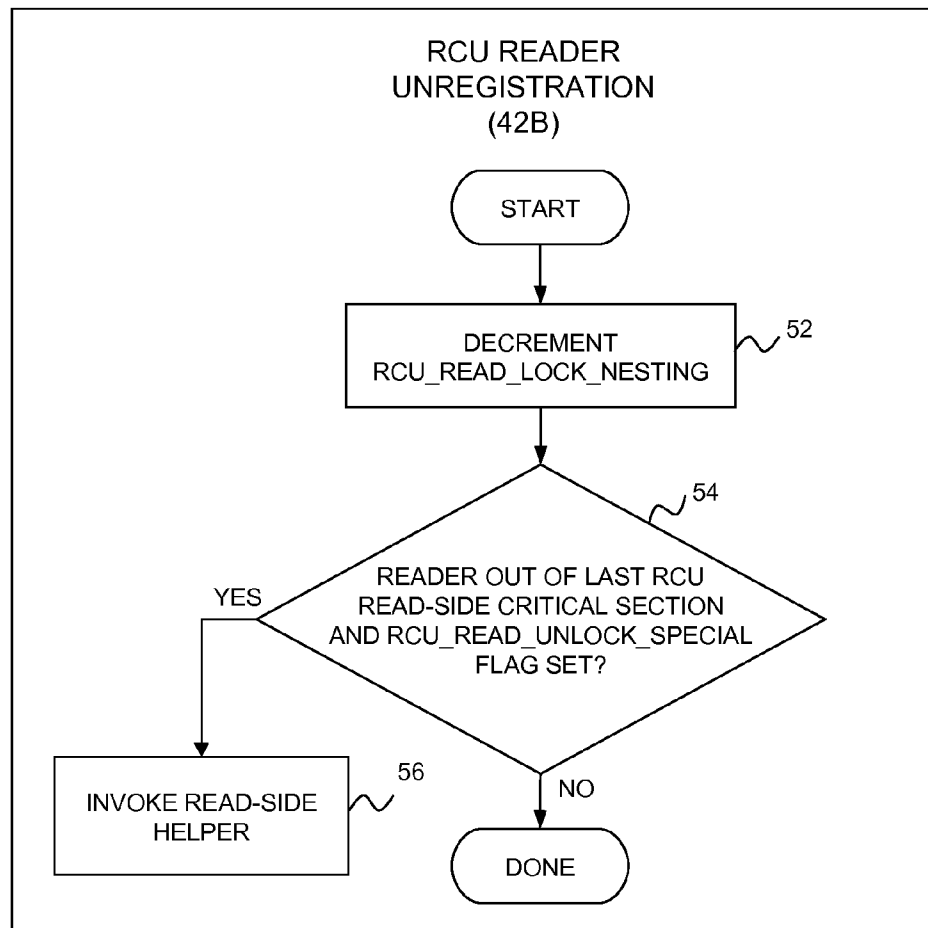 RCU READER
UNREGISTRATION
(42B)
START
DECREMENT
RCU_READ_LOCK_NESTING
52
54
READER OUT OF LAST RCU
READ-SIDE CRITICAL SECTION
AND RCU_READ_UNLOCK_SPECIAL
FLAG SET?
YES
56
INVOKE READ-SIDE
HELPER
NO
DONE